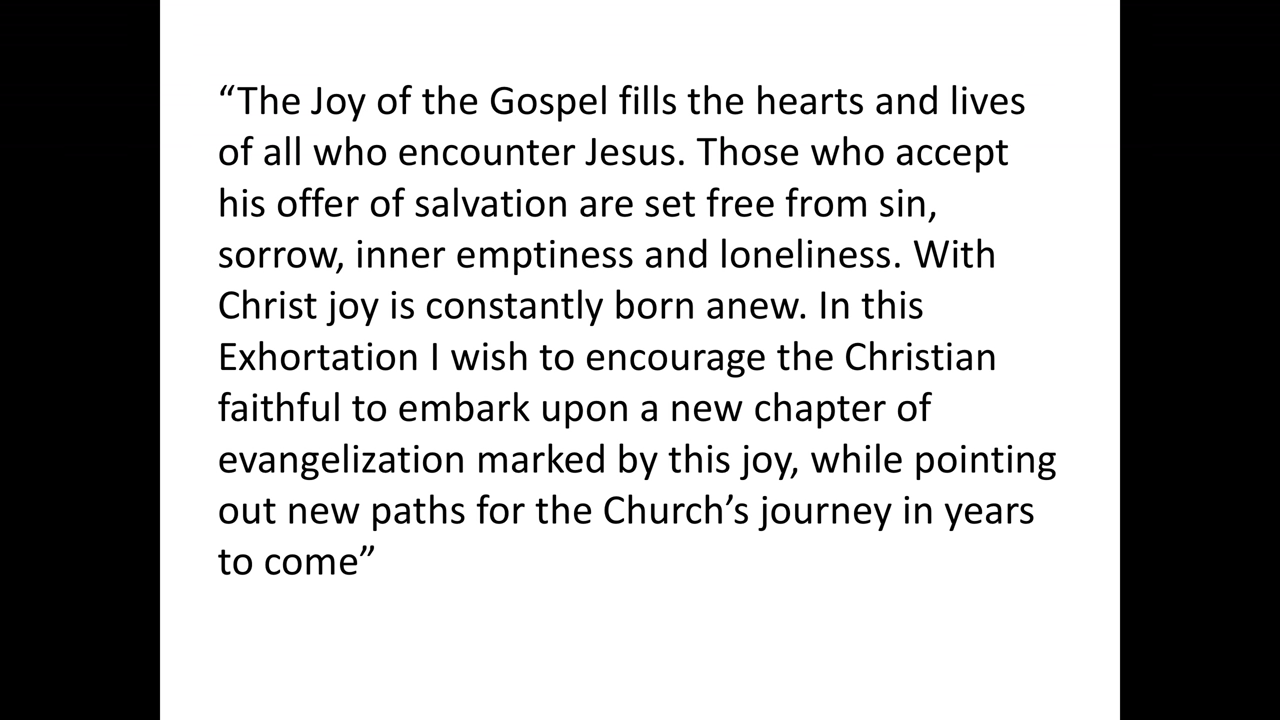 “The Joy of the Gospel fills the hearts and lives
of all who encounter Jesus. Those who accept
his offer of salvation are set free from sin,
sorrow, inner emptiness and loneliness. With
Christ joy is constantly born anew. In this
Exhortation I wish to encourage the Christian
faithful to embark upon a new chapter of
evangelization marked by this joy, while pointing
out new paths for the Church’s journey in years
to come”